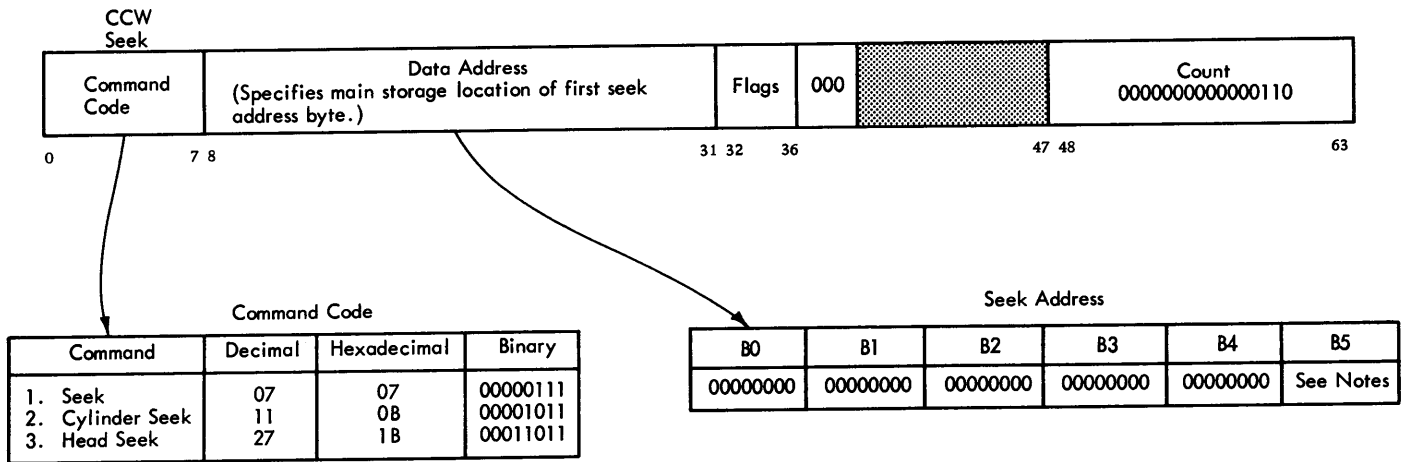 CCW
Seek
Command
Code
Data Address
(Specifies main storage location of first seek
address byte.)
Flags
000
Count
0000000000000110
0 7 8 31 32 36 47 48 63
Command Code
Command Decimal Hexadecimal Binary
1. Seek 07 07 00000111
2. Cylinder Seek 11 0B 00001011
3. Head Seek 27 1B 00011011
Seek Address
B0 B1 B2 B3 B4 B5
00000000 00000000 00000000 00000000 00000000 See Notes